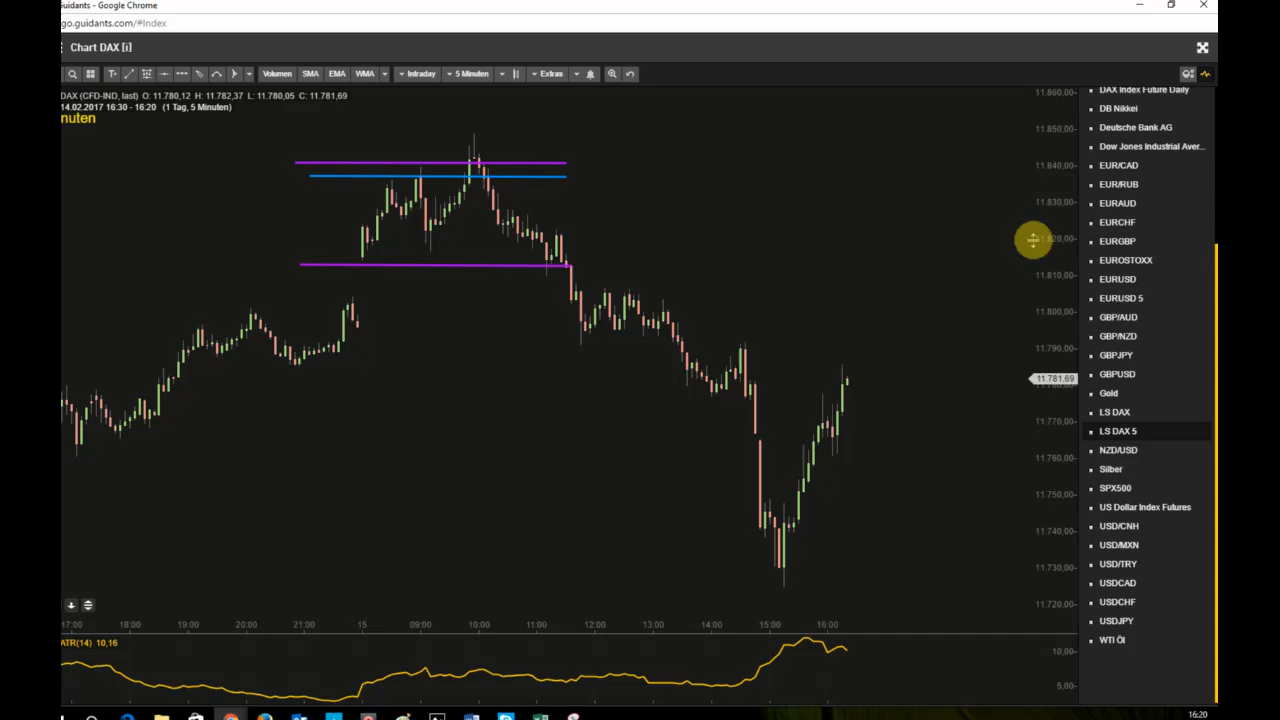 Guidants - Google Chrome
go.guidants.com/#Index
Chart DAX [i]
T+ Volumen SMA EMA WMA Intraday 5 Minuten Extras
DAX (CFD-IND, last) O: 11.780,12 H: 11.782,37 L: 11.780,05 C: 11.781,69
14.02.2017 16:30 - 16:20 (1 Tag, 5 Minuten)
nuten
11.860,00
11.850,00
11.840,00
11.830,00
11.820,00
11.810,00
11.800,00
11.790,00
11.781,69
11.770,00
11.760,00
11.750,00
11.740,00
11.730,00
11.720,00
DAX Index Future Daily
DB Nikkei
Deutsche Bank AG
Dow Jones Industrial Aver...
EUR/CAD
EUR/RUB
EURAUD
EURCHF
EURGBP
EUROSTOXX
EURUSD
EURUSD 5
GBP/AUD
GBP/NZD
GBPJPY
GBPUSD
Gold
LS DAX
LS DAX 5
NZD/USD
Silber
SPX500
US Dollar Index Futures
USD/CNH
USD/MXN
USD/TRY
USDCAD
USDCHF
USDJPY
WTI Öl
17:00 18:00 19:00 20:00 21:00 15 09:00 10:00 11:00 12:00 13:00 14:00 15:00 16:00
ATR(14) 10,16
10,00
5,00
16:20